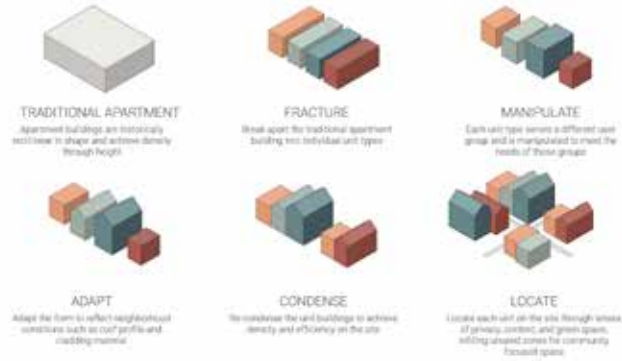 TRADITIONAL APARTMENT
Apartment buildings are historically
rectilinear in shape and achieve density
through height
FRACTURE
Break apart the traditional apartment
building into individual unit types
MANIPULATE
Each unit type serves a different user
group and is manipulated to meet the
needs of those groups
ADAPT
Adapt the form to reflect neighborhood
conditions such as roof profile and
cladding material
CONDENSE
Re-condense the unit buildings to achieve
density and efficiency on the site
LOCATE
Locate each unit on the site through lenses
of privacy, context, and green space,
infilling unused zones for community
focused space